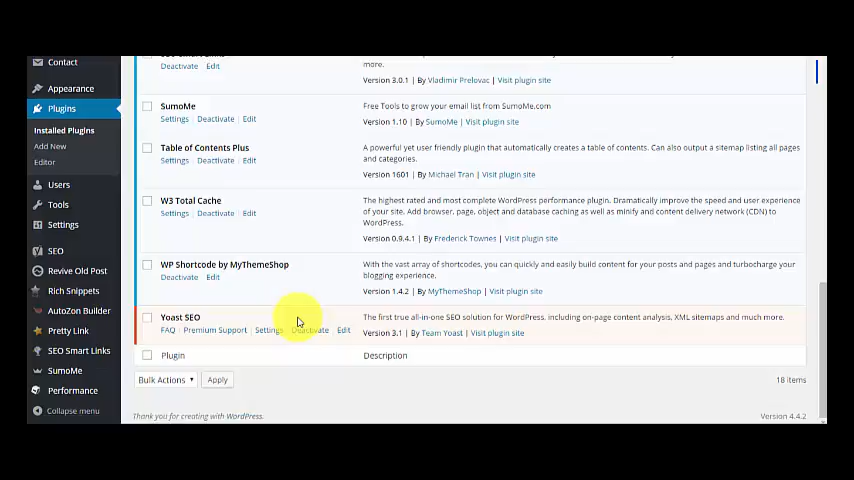 Contact
Appearance
Plugins
Installed Plugins
Add New
Editor
Users
Tools
Settings
SEO
Revive Old Post
Rich Snippets
AutoZon Builder
Pretty Link
SEO Smart Links
SumoMe
Performance
Collapse menu
Deactivate | Edit
more.
Version 3.0.1 | By Vladimir Prelovac | Visit plugin site
SumoMe
Settings | Deactivate | Edit
Free Tools to grow your email list from SumoMe.com
Version 1.10 | By SumoMe | Visit plugin site
Table of Contents Plus
Settings | Deactivate | Edit
A powerful yet user friendly plugin that automatically creates a table of contents. Can also output a sitemap listing all pages
and categories.
Version 1601 | By Michael Tran | Visit plugin site
W3 Total Cache
Settings | Deactivate | Edit
The highest rated and most complete WordPress performance plugin. Dramatically improve the speed and user experience
of your site. Add browser, page, object and database caching as well as minify and content delivery network (CDN) to
WordPress.
Version 0.9.4.1 | By Frederick Townes | Visit plugin site
WP Shortcode by MyThemeShop
Deactivate | Edit
With the vast array of shortcodes, you can quickly and easily build content for your posts and pages and turbocharge your
blogging experience.
Version 1.4.2 | By MyThemeShop | Visit plugin site
Yoast SEO
FAQ | Premium Support | Settings | Deactivate | Edit
The first true all-in-one SEO solution for WordPress, including on-page content analysis, XML sitemaps and much more.
Version 3.1 | By Team Yoast | Visit plugin site
Plugin
Description
Bulk Actions
Apply
18 items
Thank you for creating with WordPress.
Version 4.4.2